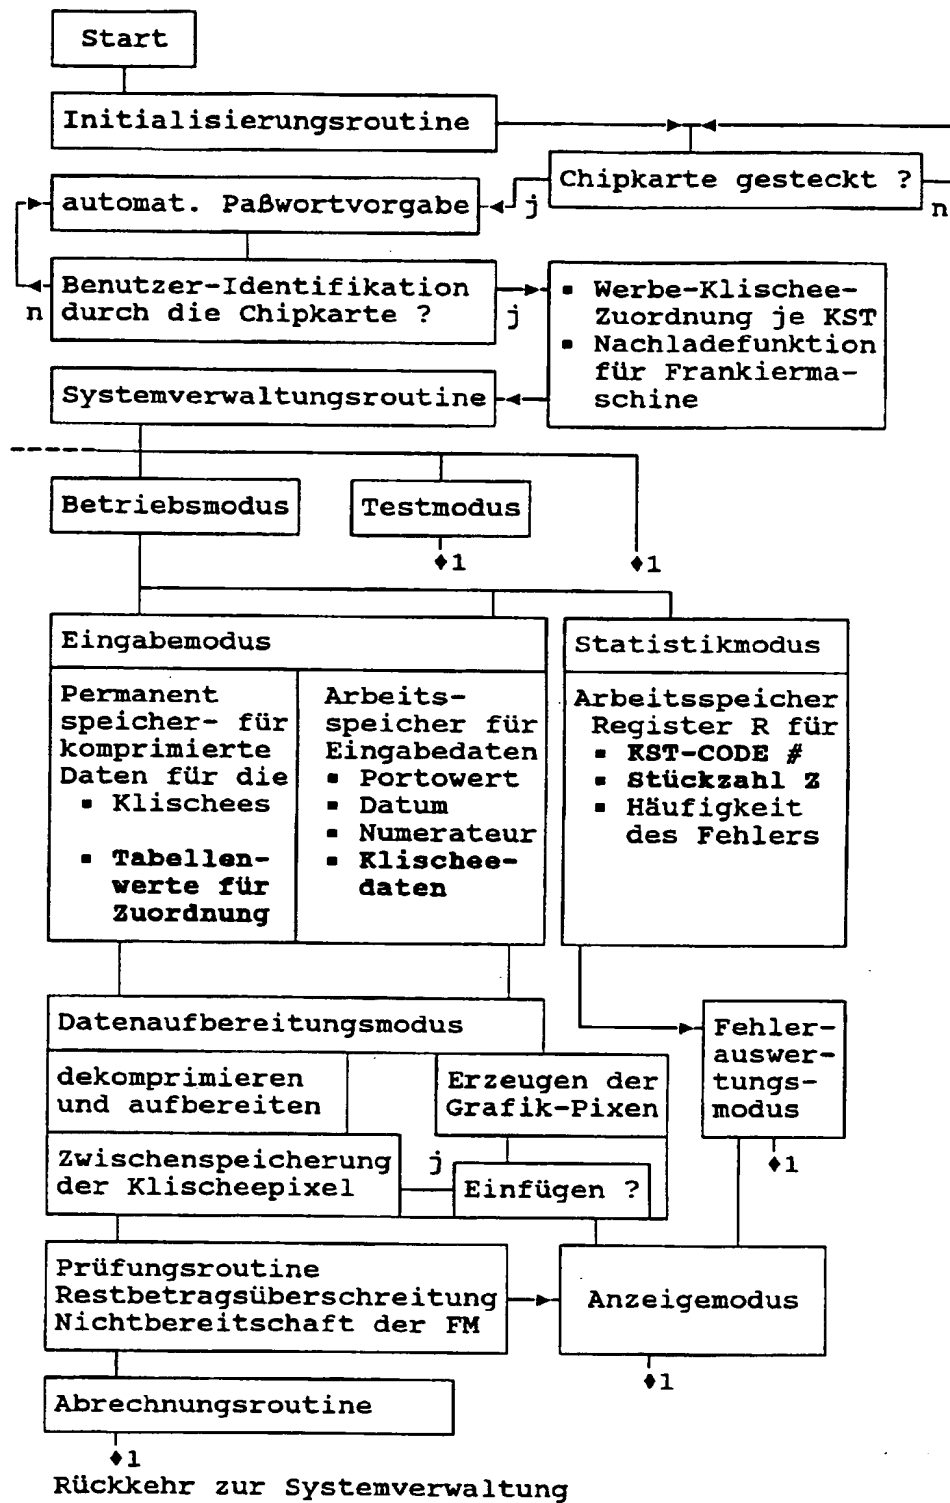 Start
Initialisierungsroutine
Chipkarte gesteckt ?
j
n
automat. Paßwortvorgabe
Benutzer-Identifikation
durch die Chipkarte ?
n
j
▪ Werbe-Klischee-
Zuordnung je KST
▪ Nachladefunktion
für Frankierma-
schine
Systemverwaltungsroutine
Betriebsmodus
Testmodus
♦1
♦1
Eingabemodus
Permanent
speicher- für
komprimierte
Daten für die
▪ Klischees
▪ Tabellen-
werte für
Zuordnung
Arbeits-
speicher für
Eingabedaten
▪ Portowert
▪ Datum
▪ Numerateur
▪ Klischee-
daten
Statistikmodus
Arbeitsspeicher
Register R für
▪ KST-CODE #
▪ Stückzahl Z
▪ Häufigkeit
des Fehlers
Datenaufbereitungsmodus
dekomprimieren
und aufbereiten
Erzeugen der
Grafik-Pixen
Zwischenspeicherung
der Klischeepixel
j
Einfügen ?
Fehler-
auswer-
tungs-
modus
♦1
Prüfungsroutine
Restbetragsüberschreitung
Nichtbereitschaft der FM
Anzeigemodus
♦1
Abrechnungsroutine
♦1
Rückkehr zur Systemverwaltung